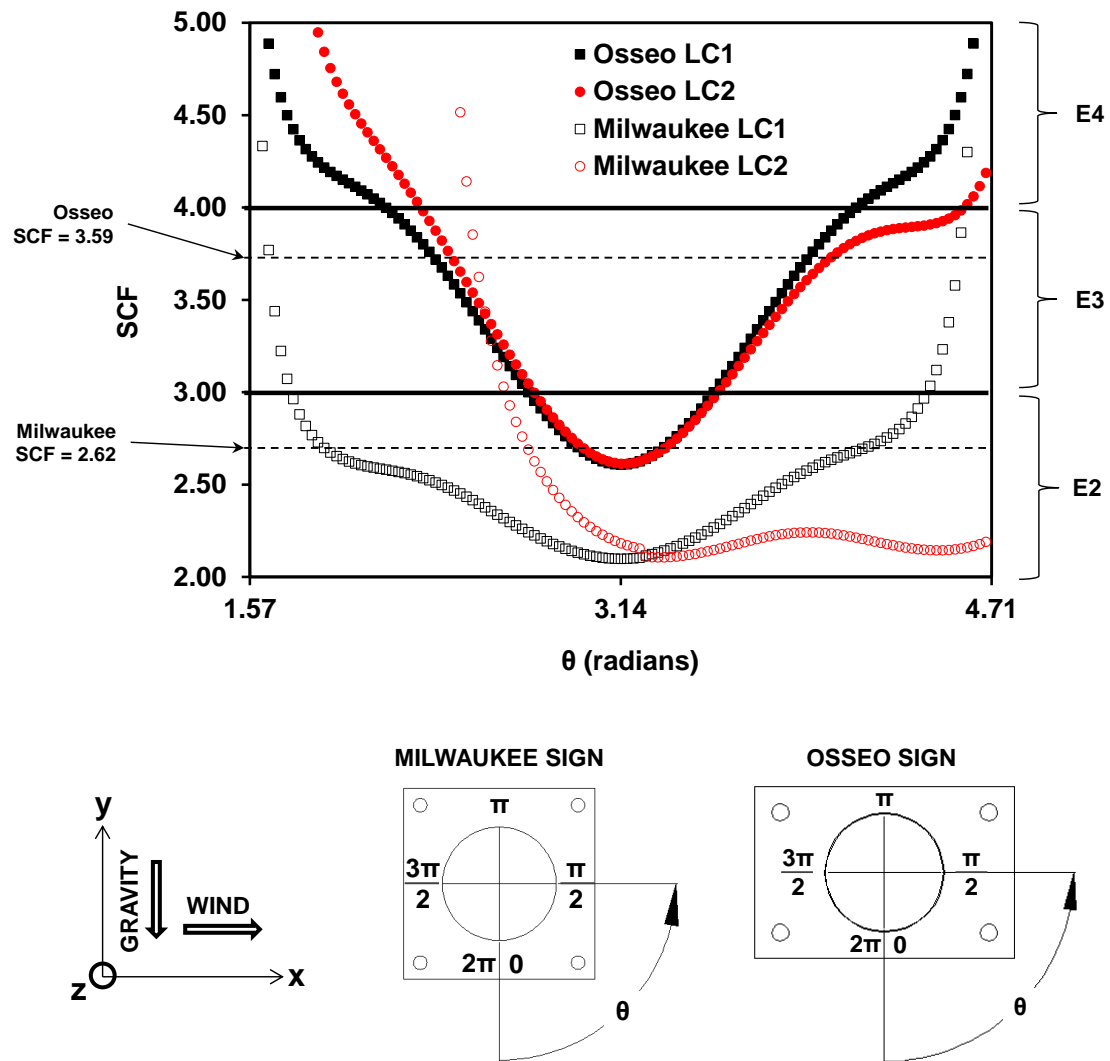 5.00
4.50
4.00
3.50
3.00
2.50
2.00
SCF
1.57
3.14
4.71
θ (radians)
Osseo LC1
Osseo LC2
Milwaukee LC1
Milwaukee LC2
Osseo
SCF = 3.59
Milwaukee
SCF = 2.62
E4
E3
E2
y
GRAVITY
WIND
z
x
MILWAUKEE SIGN
π
3π
2
π
2
2π 0
θ
OSSEO SIGN
π
3π
2
π
2
2π 0
θ